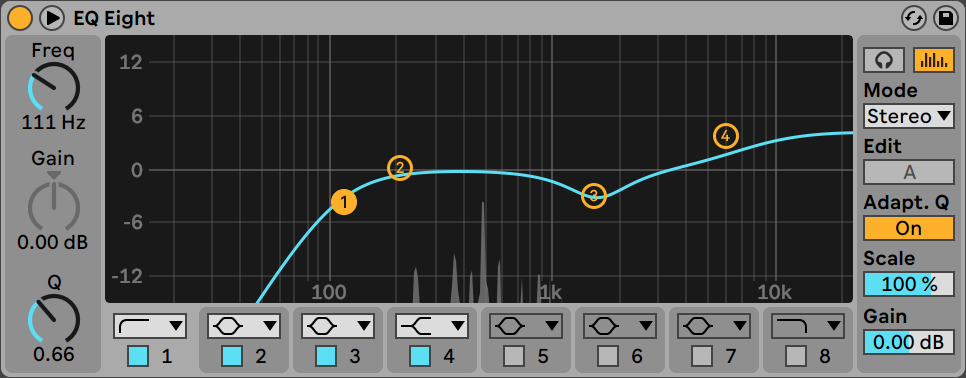 EQ Eight
Freq
111 Hz
Gain
0.00 dB
Q
0.66
12
6
0
-6
-12
100
1k
10k
1
2
3
4
1
2
3
4
5
6
7
8
Mode
Stereo
Edit
A
Adapt. Q
On
Scale
100 %
Gain
0.00 dB